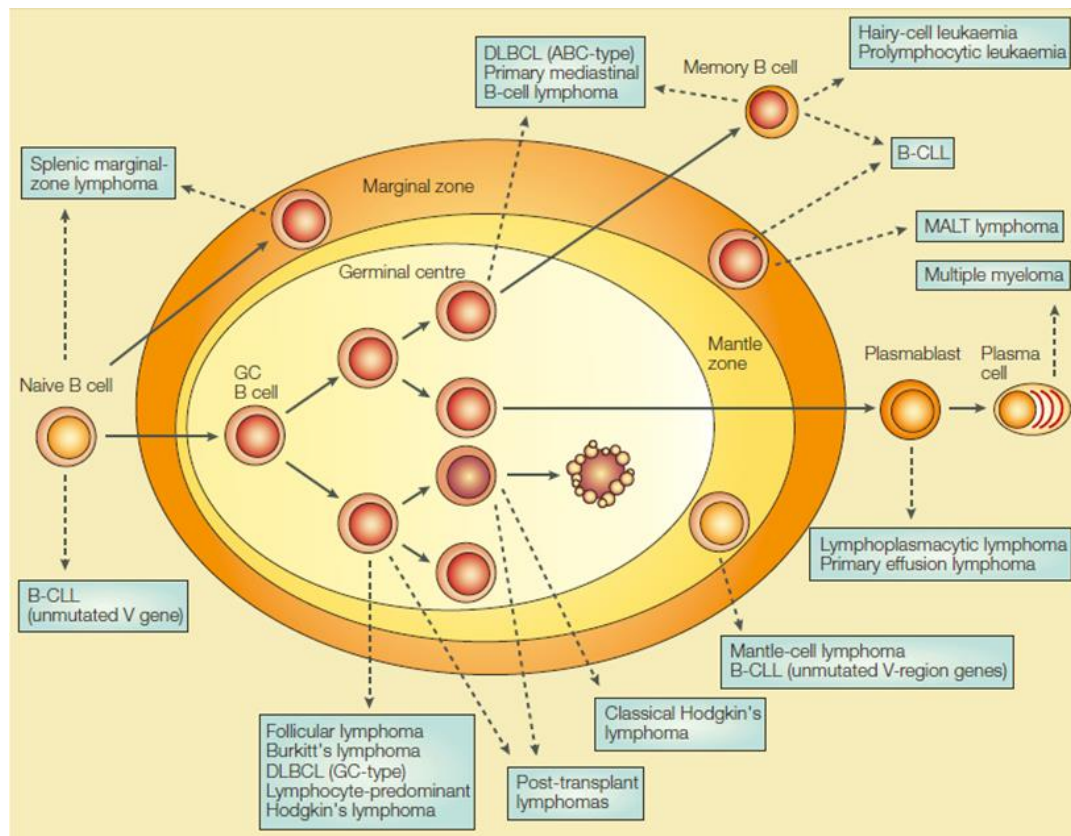 Hairy-cell leukaemia
Prolymphocytic leukaemia
DLBCL (ABC-type)
Primary mediastinal
B-cell lymphoma
Memory B cell
B-CLL
Splenic marginal-
zone lymphoma
Marginal zone
MALT lymphoma
Germinal centre
Multiple myeloma
Mantle
zone
Plasmablast
Plasma
cell
Naive B cell
GC
B cell
Lymphoplasmacytic lymphoma
Primary effusion lymphoma
B-CLL
(unmutated V gene)
Mantle-cell lymphoma
B-CLL (unmutated V-region genes)
Classical Hodgkin's
lymphoma
Follicular lymphoma
Burkitt's lymphoma
DLBCL (GC-type)
Lymphocyte-predominant
Hodgkin's lymphoma
Post-transplant
lymphomas